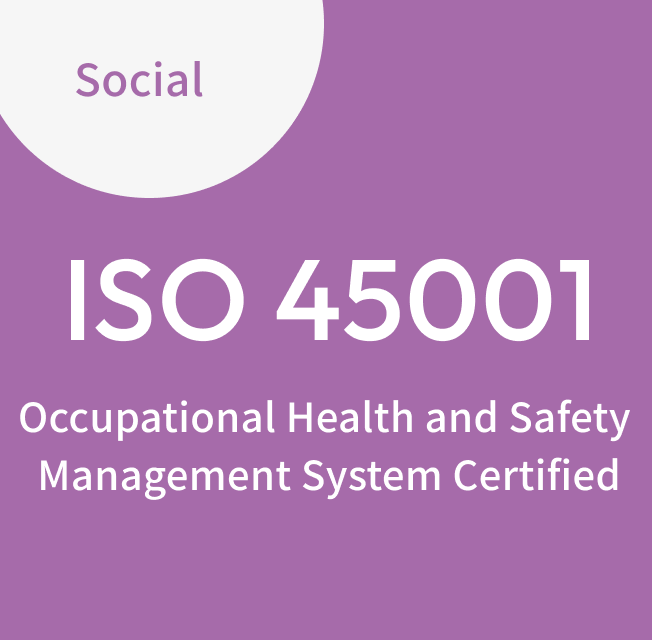 Social
ISO 45001
Occupational Health and Safety
Management System Certified